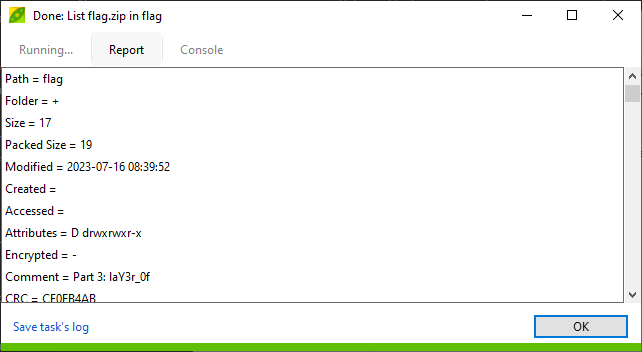 Done: List flag.zip in flag
Running... Report Console
Path = flag
Folder = +
Size = 17
Packed Size = 19
Modified = 2023-07-16 08:39:52
Created =
Accessed =
Attributes = D drwxrwxr-x
Encrypted = -
Comment = Part 3: laY3r_0f
CRC = CF0FB4AB
Save task's log OK